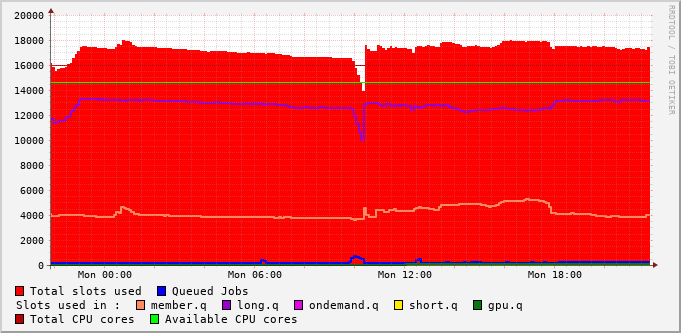 20000
18000
16000
14000
12000
10000
8000
6000
4000
2000
0
Mon 00:00 Mon 06:00 Mon 12:00 Mon 18:00
Total slots used Queued Jobs
Slots used in : member.q long.q ondemand.q short.q gpu.q
Total CPU cores Available CPU cores
RRDTOOL / TOBI OETIKER